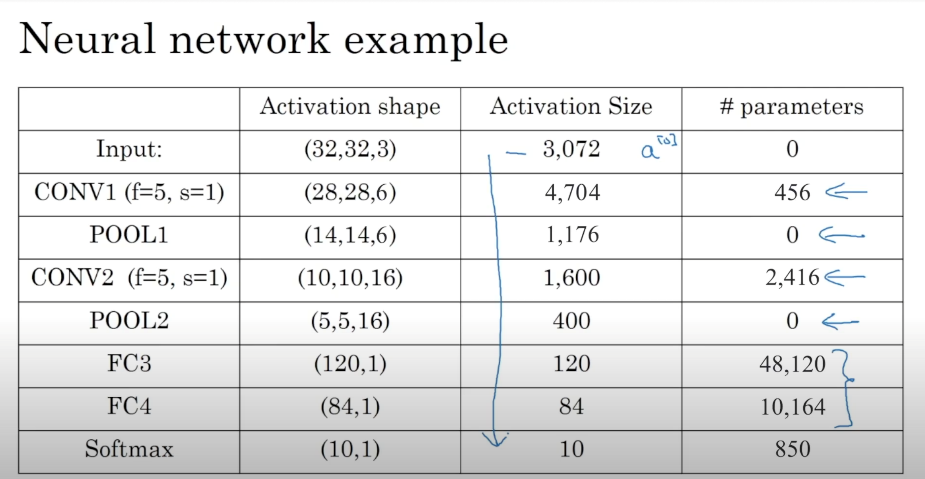 Neural network example
Activation shape Activation Size # parameters
Input: (32,32,3) 3,072 a[0] 0
CONV1 (f=5, s=1) (28,28,6) 4,704 456
POOL1 (14,14,6) 1,176 0
CONV2 (f=5, s=1) (10,10,16) 1,600 2,416
POOL2 (5,5,16) 400 0
FC3 (120,1) 120 48,120
FC4 (84,1) 84 10,164
Softmax (10,1) 10 850